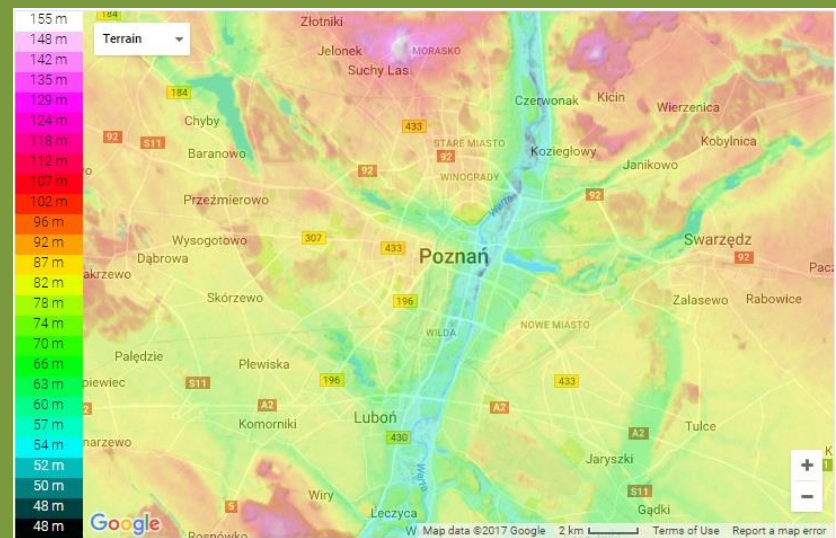 155 m
148 m
142 m
135 m
129 m
124 m
118 m
112 m
107 m
102 m
96 m
92 m
87 m
82 m
78 m
74 m
70 m
66 m
63 m
60 m
57 m
54 m
52 m
50 m
48 m
48 m
184
Terrain
Złotniki
Jelonek
MORASKO
Suchy Las
184
Czerwonak
Kicin
Wierzenica
Chyby
433
92
S11
STARE MIASTO
Kobylnica
Baranowo
92
Koziegłowy
Janikowo
92
WINOGRADY
92
Przeźmierowo
Warta
Wysogotowo
307
433
Swarzędz
Dąbrowa
Poznań
92
Skórzewo
196
Zalasewo
Rabowice
WILDA
NOWE MIASTO
Palędzie
Plewiska
S11
196
433
A2
Luboń
A2
Komorniki
430
A2
Tulce
Warta
Jaryszki
Wiry
S11
5
Łęczyca
Gądki
Rosnówko
Google
Map data ©2017 Google
2 km
Terms of Use
Report a map error
+
−